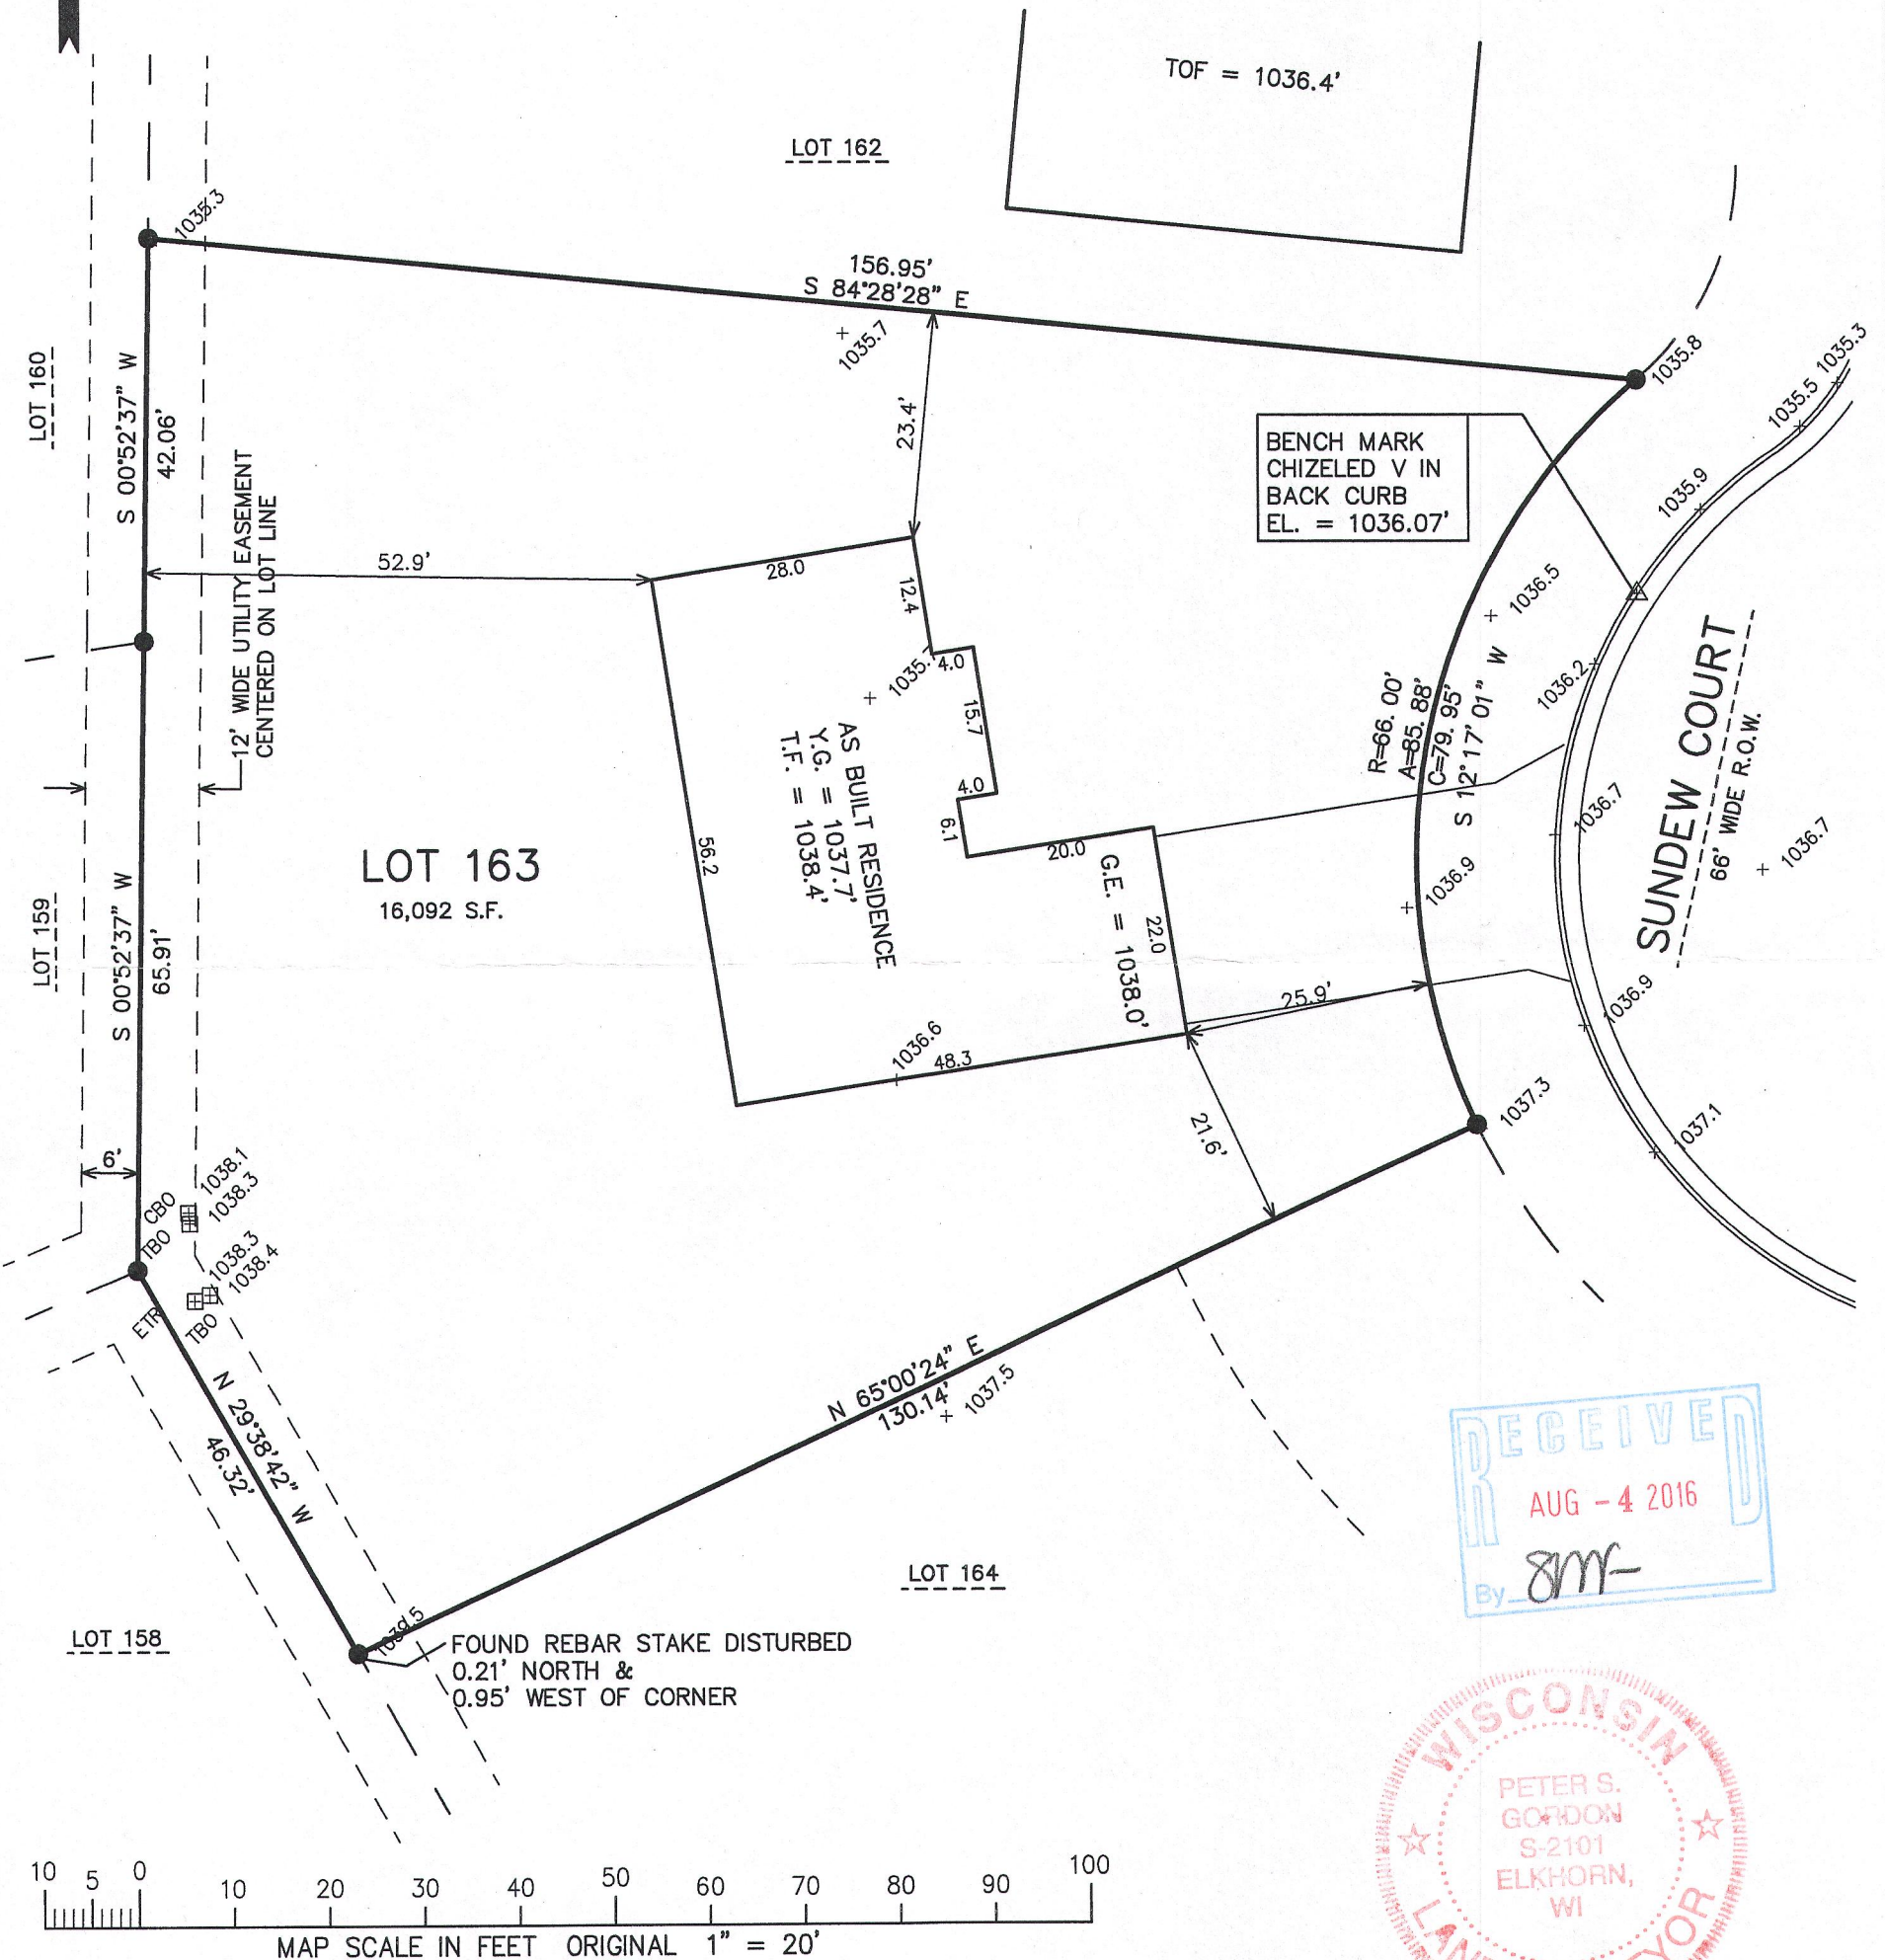 TOF = 1036.4'
LOT 162
1035.3
156.95'
S 84°28'28" E
1035.7
1035.8
1035.3
1035.5
1035.9
LOT 160
S 00°52'37" W
42.06'
23.4'
BENCH MARK
CHIZELED V IN
BACK CURB
EL. = 1036.07'
12' WIDE UTILITY EASEMENT
CENTERED ON LOT LINE
52.9'
28.0
12.4
4.0
1035.
15.7
4.0
6.1
20.0
22.0
56.2
48.3
AS BUILT RESIDENCE
Y.G. = 1037.7'
T.F. = 1038.4'
G.E. = 1038.0'
1036.5
1036.2
R=66.00'
A=85.88'
C=79.95'
S 12°17'01" W
SUNDEW COURT
66' WIDE R.O.W.
1036.7
1036.7
1036.9
1036.9
LOT 163
16,092 S.F.
LOT 159
S 00°52'37" W
65.91'
25.9'
1036.6
21.6'
1037.3
1037.1
6'
CBO
TBO
1038.1
1038.3
1038.3
1038.4
ETR
TBO
N 29°38'42" W
46.32'
N 65°00'24" E
130.14'
1037.5
LOT 164
LOT 158
FOUND REBAR STAKE DISTURBED
0.21' NORTH &
0.95' WEST OF CORNER
RECEIVED
AUG -4 2016
By
WISCONSIN
PETER S.
GORDON
S-2101
ELKHORN,
WI
10 5 0 10 20 30 40 50 60 70 80 90 100
MAP SCALE IN FEET ORIGINAL 1" = 20'